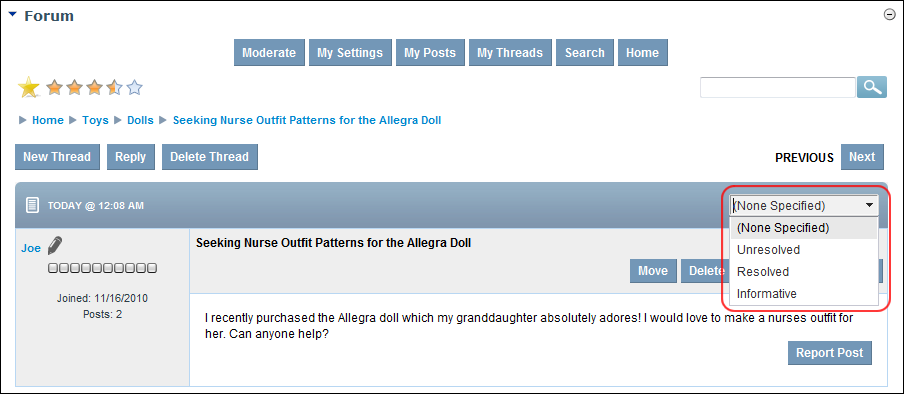 Forum
Moderate My Settings My Posts My Threads Search Home
Home Toys Dolls Seeking Nurse Outfit Patterns for the Allegra Doll
New Thread Reply Delete Thread PREVIOUS Next
TODAY @ 12:08 AM (None Specified)
(None Specified)
Unresolved
Resolved
Informative
Joe Seeking Nurse Outfit Patterns for the Allegra Doll
Move Delete
Joined: 11/16/2010
Posts: 2
I recently purchased the Allegra doll which my granddaughter absolutely adores! I would love to make a nurses outfit for
her. Can anyone help?
Report Post